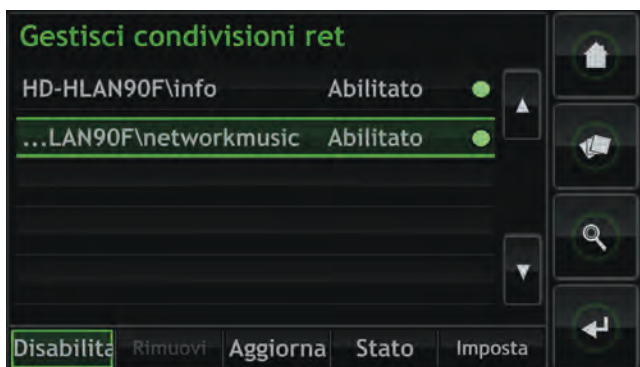 Gestisci condivisioni ret
HD-HLAN90F\info Abilitato
...LAN90F\networkmusic Abilitato
Disabilita Rimuovi Aggiorna Stato Imposta